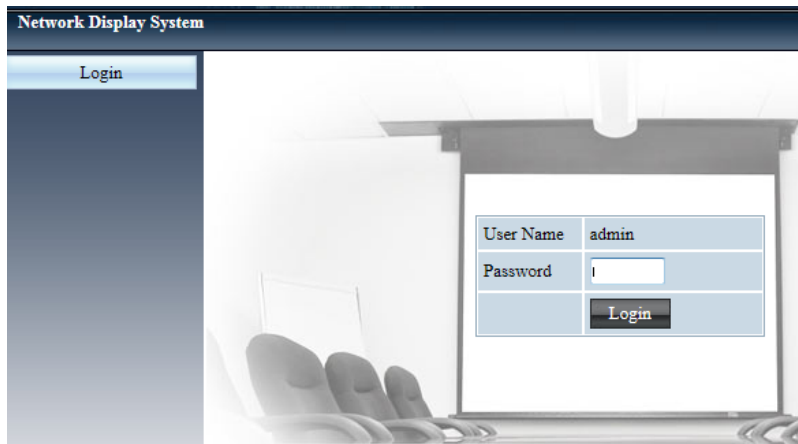 Network Display System
Login
User Name admin
Password
Login